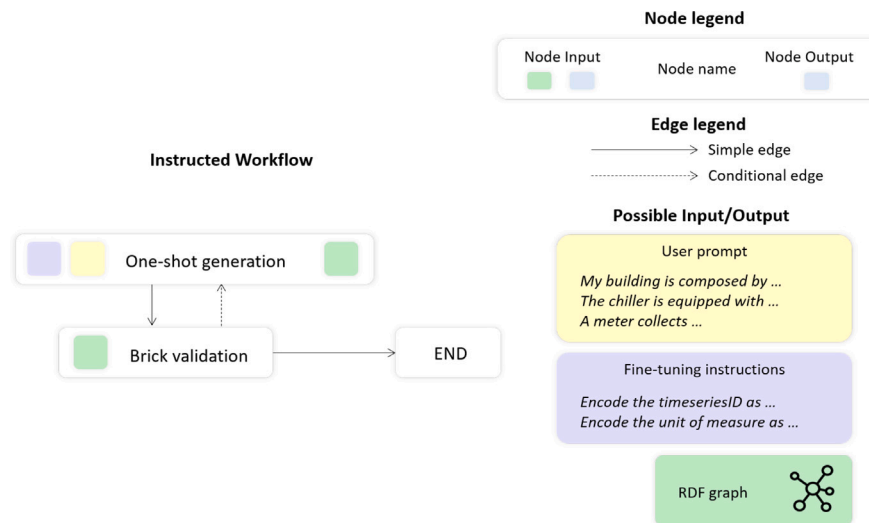 Node legend
Node Input
Node name
Node Output
Edge legend
Simple edge
Conditional edge
Instructed Workflow
Possible Input/Output
User prompt
My building is composed by ...
The chiller is equipped with ...
A meter collects ...
One-shot generation
Brick validation
END
Fine-tuning instructions
Encode the timeseriesID as ...
Encode the unit of measure as ...
RDF graph